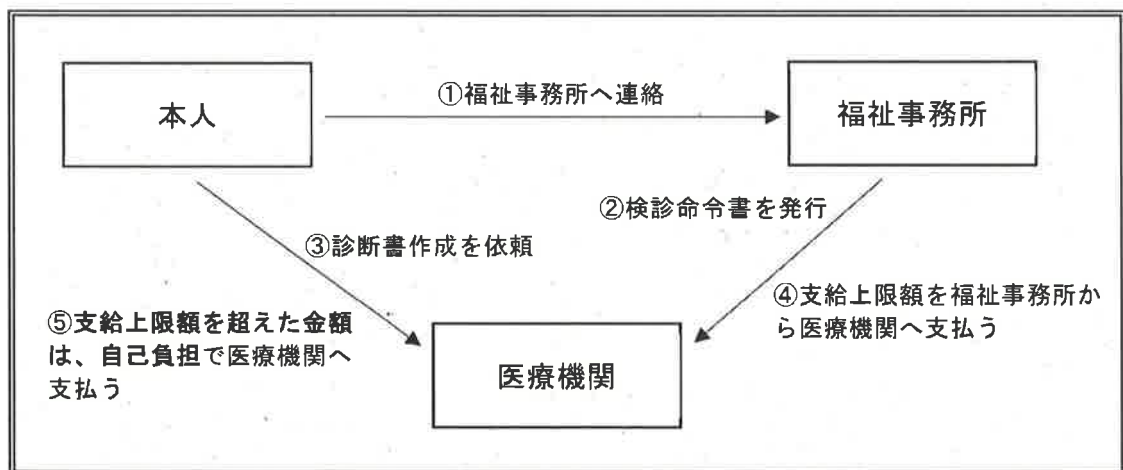 本人
①福祉事務所へ連絡
福祉事務所
②検診命令書を発行
③診断書作成を依頼
④支給上限額を福祉事務所か
ら医療機関へ支払う
⑤支給上限額を超えた金額
は、自己負担で医療機関へ
支払う
医療機関